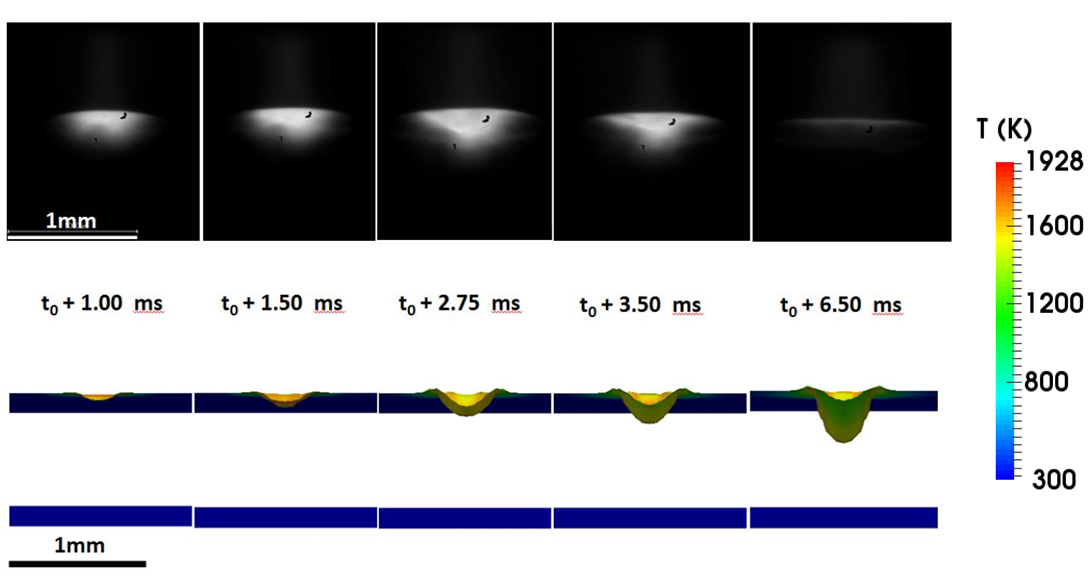 1mm
T (K)
1928
1600
1200
800
300
t0 + 1.00 ms
t0 + 1.50 ms
t0 + 2.75 ms
t0 + 3.50 ms
t0 + 6.50 ms
1mm